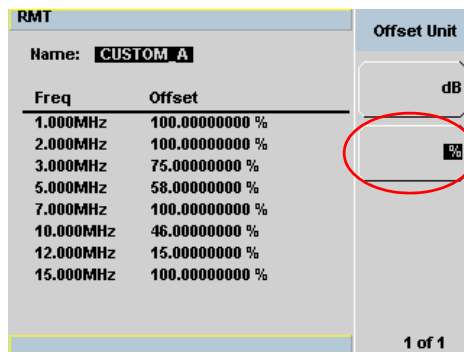 RMT
Offset Unit
Name: CUSTOM_A
dB
Freq Offset
1.000MHz 100.00000000 %
2.000MHz 100.00000000 %
%
3.000MHz 75.00000000 %
5.000MHz 58.00000000 %
7.000MHz 100.00000000 %
10.000MHz 46.00000000 %
12.000MHz 15.00000000 %
15.000MHz 100.00000000 %
1 of 1